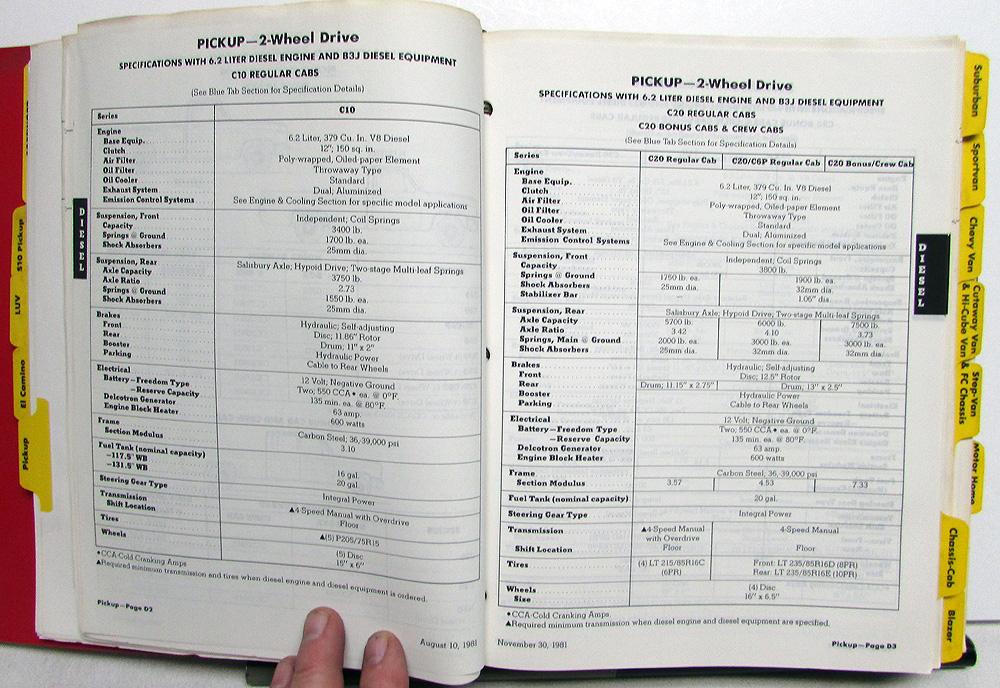 PICKUP—2-Wheel Drive
SPECIFICATIONS WITH 6.2 LITER DIESEL ENGINE AND B3J DIESEL EQUIPMENT
C10 REGULAR CABS
(See Blue Tab Section for Specification Details)
Series C10
Engine
Base Equip. 6.2 Liter, 379 Cu. In. V8 Diesel
Clutch 12"; 150 sq. in.
Air Filter Poly-wrapped, Oiled-paper Element
Oil Filter Throwaway Type
Oil Cooler Standard
Exhaust System Dual; Aluminized
Emission Control Systems See Engine & Cooling Section for specific model applications
Suspension, Front Independent; Coil Springs
Capacity 3400 lb.
Springs @ Ground 1700 lb. ea.
Shock Absorbers 25mm dia.
Suspension, Rear Salisbury Axle; Hypoid Drive; Two-stage Multi-leaf Springs
Axle Capacity 3750 lb.
Axle Ratio 2.73
Springs @ Ground 1550 lb. ea.
Shock Absorbers 25mm dia.
Brakes Hydraulic; Self-adjusting
Front Disc; 11.86" Rotor
Rear Drum; 11" x 2"
Booster Hydraulic Power
Parking Cable to Rear Wheels
Electrical 12 Volt; Negative Ground
Battery—Freedom Type Two; 550 CCA• ea. @ 0°F.
—Reserve Capacity 135 min. ea. @ 80°F.
Delcotron Generator 63 amp.
Engine Block Heater 600 watts
Frame Carbon Steel; 36,-39,000 psi
Section Modulus 3.10
Fuel Tank (nominal capacity)
—117.5" WB 16 gal.
—131.5" WB 20 gal.
Steering Gear Type Integral Power
Transmission ▲4-Speed Manual with Overdrive
Shift Location Floor
Tires ▲(5) P205/75R15
Wheels (5) Disc
15" x 6"
•CCA-Cold Cranking Amps
▲Required minimum transmission and tires when diesel engine and diesel equipment is ordered.
Pickup—Page D2
August 10, 1981
DIESEL
S10 Pickup
LUV
El Camino
Pickup
PICKUP—2-Wheel Drive
SPECIFICATIONS WITH 6.2 LITER DIESEL ENGINE AND B3J DIESEL EQUIPMENT
C20 REGULAR CABS
C20 BONUS CABS & CREW CABS
(See Blue Tab Section for Specification Details)
Series C20 Regular Cab C20/C6P Regular Cab C20 Bonus/Crew Cab
Engine
Base Equip. 6.2 Liter, 379 Cu. In. V8 Diesel
Clutch 12"; 150 sq. in.
Air Filter Poly wrapped, Oiled-paper Element
Oil Filter Throwaway Type
Oil Cooler Standard
Exhaust System Dual; Aluminized
Emission Control Systems See Engine & Cooling Section for specific model applications
Suspension, Front Independent; Coil Springs
Capacity 3800 lb.
Springs @ Ground 1750 lb. ea. 1900 lb. ea.
Shock Absorbers 25mm dia. 32mm dia.
Stabilizer Bar — 1.06" dia.
Suspension, Rear Salisbury Axle; Hypoid Drive; Two-stage Multi-leaf Springs
Axle Capacity 5700 lb. 6000 lb. 7500 lb.
Axle Ratio 3.42 4.10 3.73
Springs, Main @ Ground 2000 lb. ea. 3000 lb. ea. 3000 lb. ea.
Shock Absorbers 25mm dia. 32mm dia. 32mm dia.
Brakes Hydraulic; Self-adjusting
Front Disc; 12.5" Rotor
Rear Drum; 11.15" x 2.75" Drum; 13" x 2.5"
Booster Hydraulic Power
Parking Cable to Rear Wheels
Electrical 12 Volt; Negative Ground
Battery—Freedom Type Two; 550 CCA• ea. @ 0°F.
—Reserve Capacity 135 min. ea. @ 80°F.
Delcotron Generator 63 amp.
Engine Block Heater 600 watts
Frame Carbon Steel; 36,-39,000 psi
Section Modulus 3.57 4.53 7.33
Fuel Tank (nominal capacity) 20 gal.
Steering Gear Type Integral Power
Transmission ▲4-Speed Manual 4-Speed Manual
with Overdrive
Shift Location Floor Floor
Tires (4) LT 215/85R16C Front: LT 235/85R16D (8PR)
(6PR) Rear: LT 235/85R16E (10PR)
Wheels (4) Disc
Size 16" x 6.5"
•CCA-Cold Cranking Amps.
▲Required minimum transmission when diesel engine and diesel equipment are specified.
November 30, 1981
Pickup—Page D3
DIESEL
Suburban
Sportvan
Chevy Van
Cutaway Van
& Hi-Cube Van
Step-Van
& FC Chassis
Motor Home
Chassis-Cab
Blazer